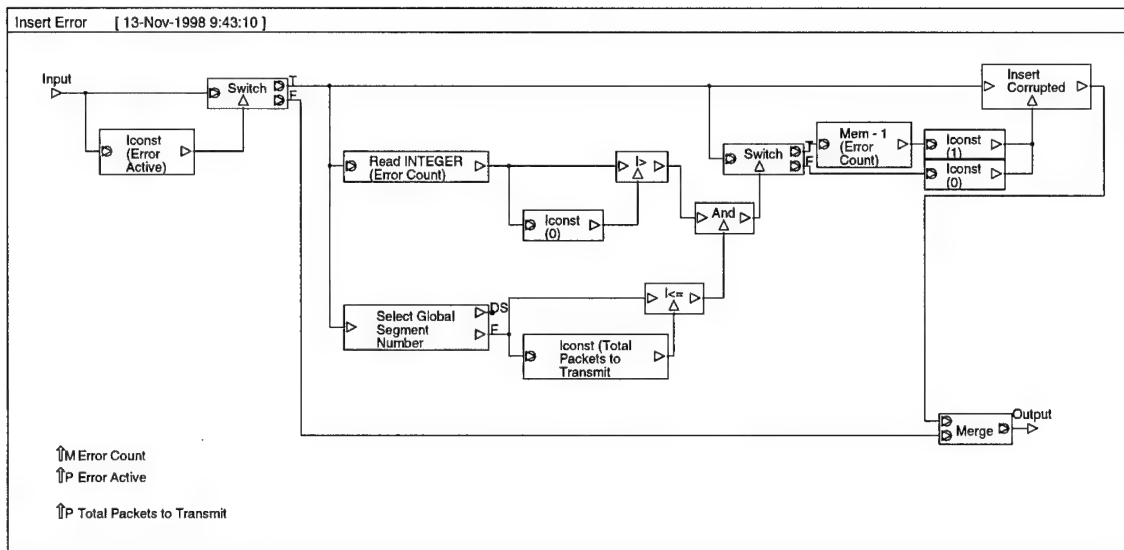 Insert Error [ 13-Nov-1998 9:43:10 ]
Input
Switch
T
F
Iconst
(Error
Active)
Read INTEGER
(Error Count)
I>
Iconst
(0)
And
Switch
T
F
Mem - 1
(Error
Count)
Iconst
(1)
Iconst
(0)
Insert
Corrupted
Select Global
Segment
Number
DS
F
I<=
Iconst (Total
Packets to
Transmit
Merge
Output
⇑M Error Count
⇑P Error Active
⇑P Total Packets to Transmit